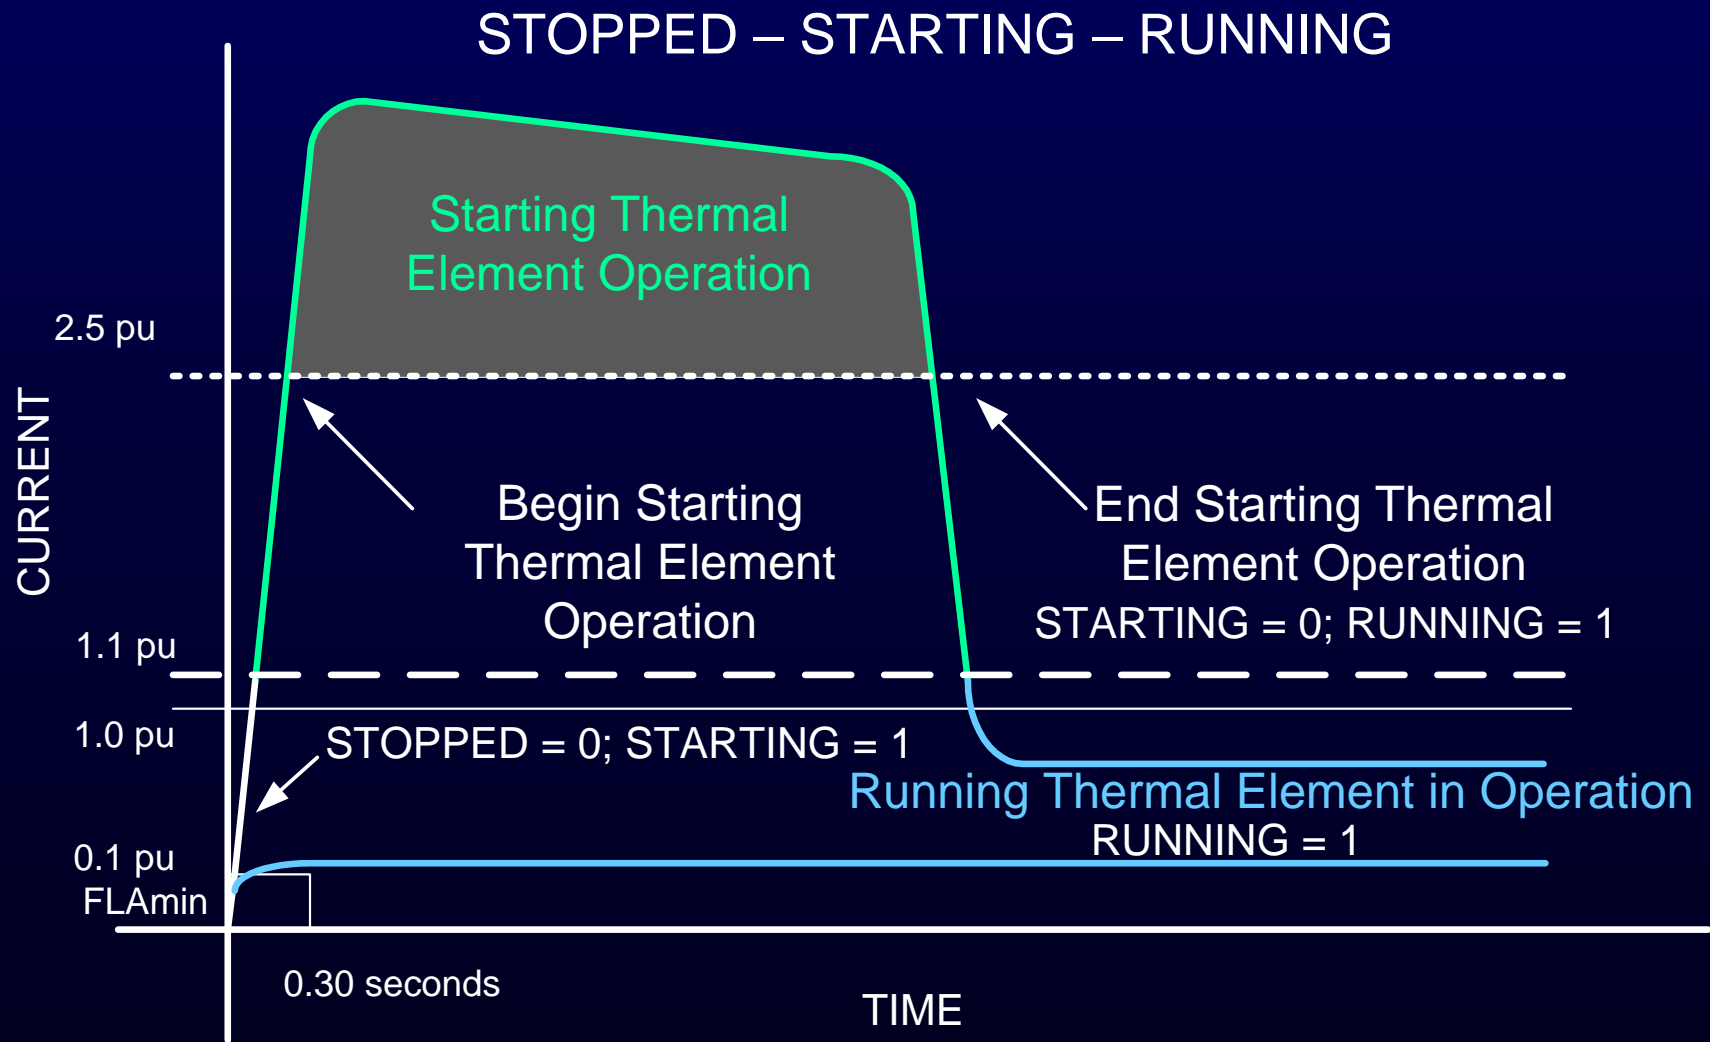 STOPPED – STARTING – RUNNING
Starting Thermal
Element Operation
2.5 pu
CURRENT
Begin Starting
Thermal Element
Operation
End Starting Thermal
Element Operation
STARTING = 0; RUNNING = 1
1.1 pu
1.0 pu
STOPPED = 0; STARTING = 1
Running Thermal Element in Operation
RUNNING = 1
0.1 pu
FLAmin
0.30 seconds
TIME